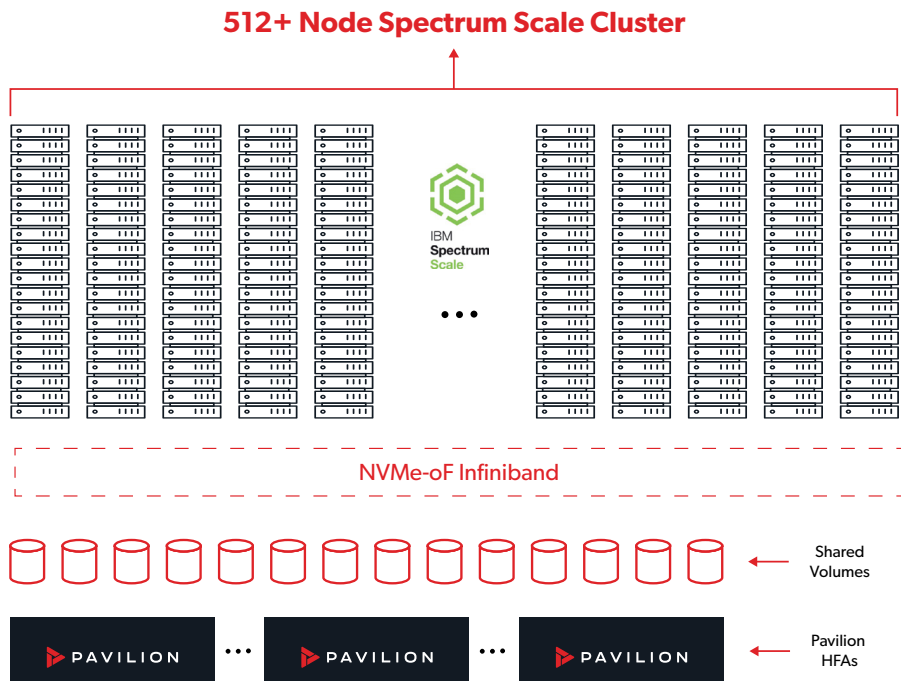 512+ Node Spectrum Scale Cluster
IBM
Spectrum
Scale
...
NVMe-oF Infiniband
Shared
Volumes
PAVILION ... PAVILION ... PAVILION
Pavilion
HFAs